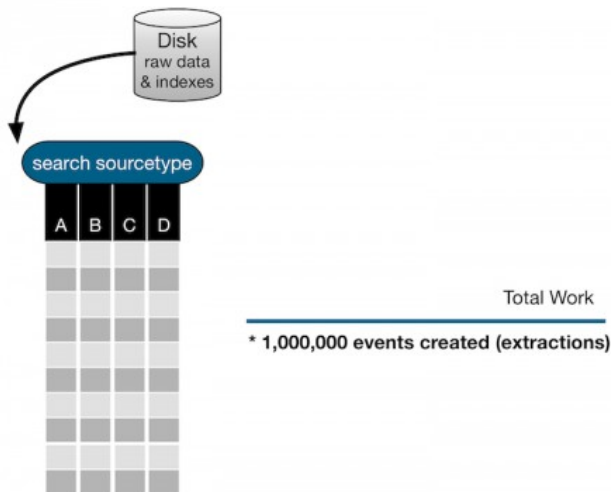 Disk
raw data
& indexes
search sourcetype
A B C D
Total Work
* 1,000,000 events created (extractions)